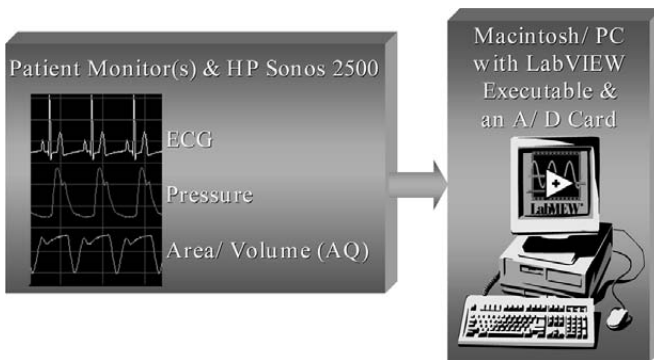 Patient Monitor(s) & HP Sonos 2500
ECG
Pressure
Area/ Volume (AQ)
Macintosh/ PC
with LabVIEW
Executable &
an A/ D Card
LabVIEW